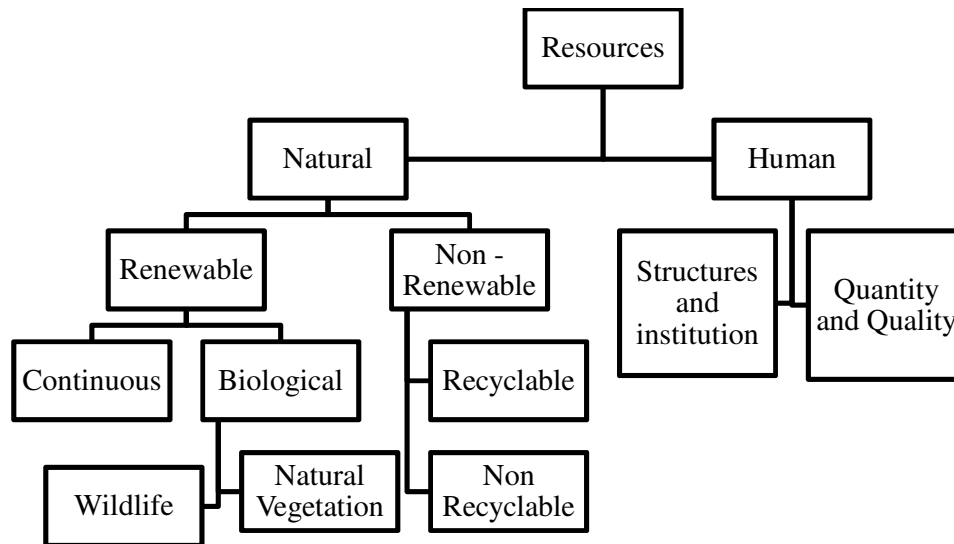 Resources
Natural
Human
Renewable
Non -
Renewable
Structures
and
institution
Quantity
and Quality
Continuous
Biological
Recyclable
Wildlife
Natural
Vegetation
Non
Recyclable